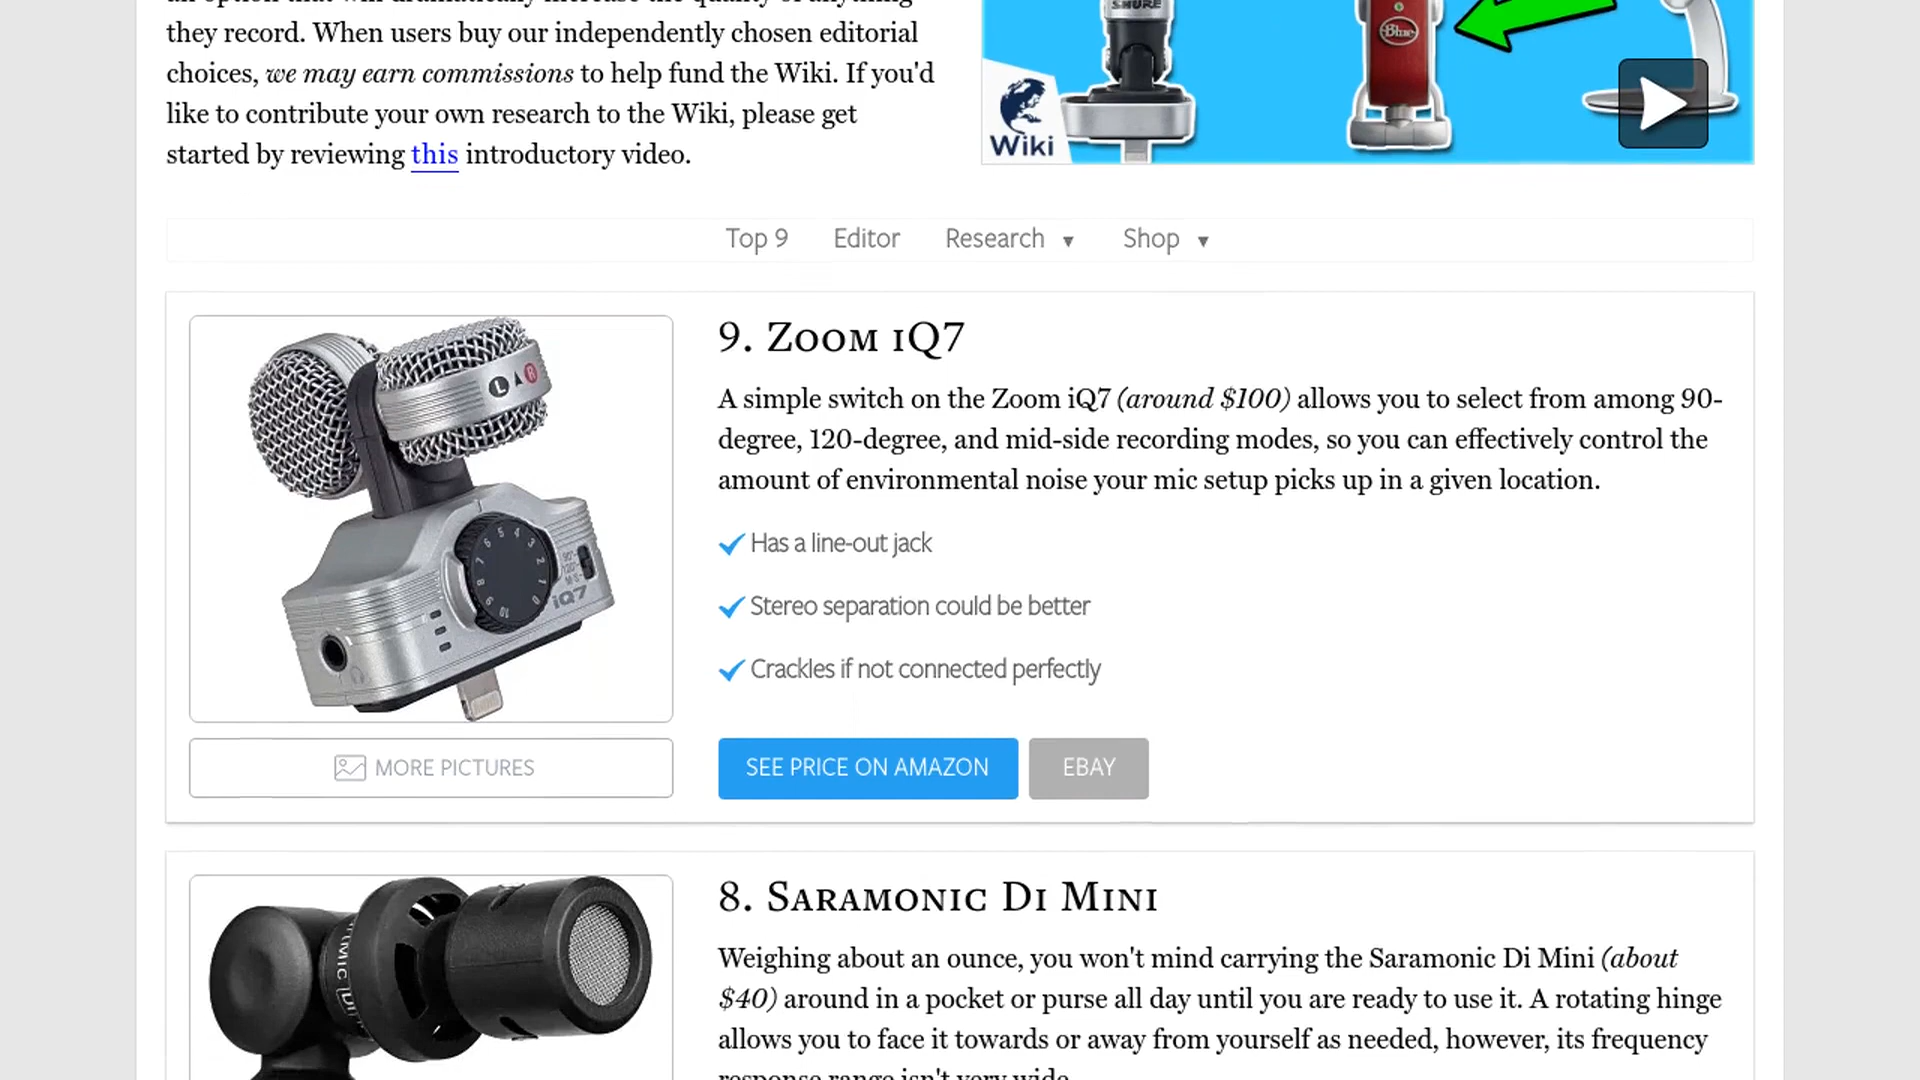 they record. When users buy our independently chosen editorial
choices, we may earn commissions to help fund the Wiki. If you'd
like to contribute your own research to the Wiki, please get
started by reviewing this introductory video.
SHURE
Blue
Wiki
Top 9 Editor Research ▼ Shop ▼
9. Zoom iQ7
A simple switch on the Zoom iQ7 (around $100) allows you to select from among 90-
degree, 120-degree, and mid-side recording modes, so you can effectively control the
amount of environmental noise your mic setup picks up in a given location.
Has a line-out jack
Stereo separation could be better
Crackles if not connected perfectly
L R
iQ7
MORE PICTURES
SEE PRICE ON AMAZON
EBAY
8. Saramonic Di Mini
Weighing about an ounce, you won't mind carrying the Saramonic Di Mini (about
$40) around in a pocket or purse all day until you are ready to use it. A rotating hinge
allows you to face it towards or away from yourself as needed, however, its frequency
response range isn't very wide.